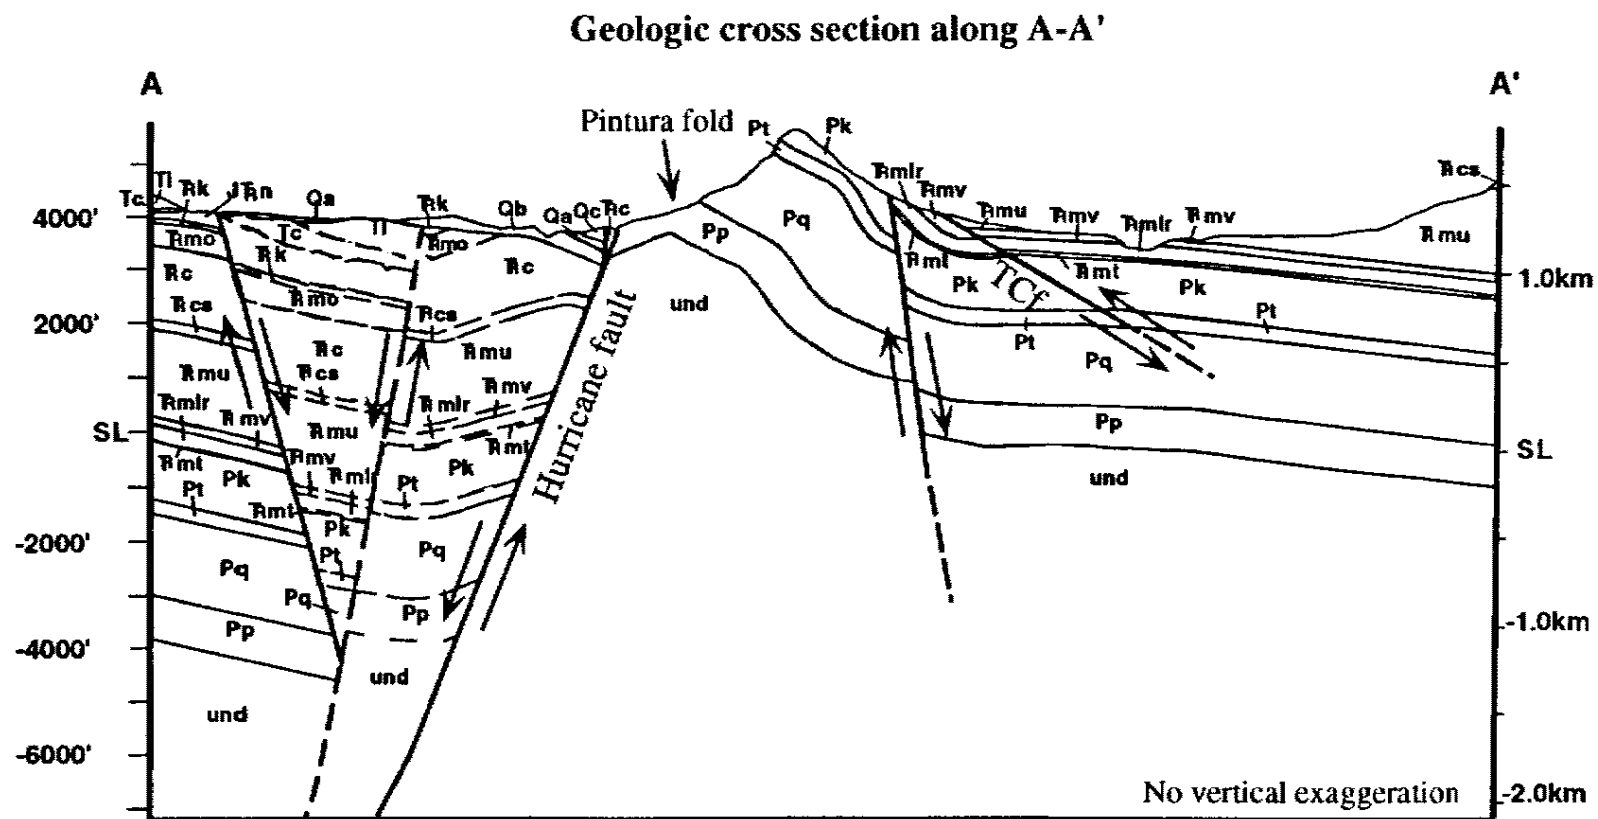 Geologic cross section along A-A'
A A'
Pintura fold Pt Pk
Tc Tl Ŧk JŦn Qa Ŧk Qb Qa Qc Ŧc Ŧmlr Ŧmv Ŧmu Ŧmv Ŧmlr Ŧmv Ŧcs
4000' Ŧmo Tc Tl Ŧmo Pp Pq Ŧmu
Ŧc Ŧk Ŧc Ŧmt Ŧmt
Ŧmo und Pk TCf Pk 1.0km
Ŧcs Ŧcs Pt
2000' Ŧc Ŧmu Pt Pq
Ŧmu Ŧcs Ŧmv
Ŧmlr Ŧmv Ŧmu Ŧmlr Pp
SL Ŧmt SL
Ŧmt Pk Ŧmv Ŧmlr Pk Hurricane fault und
Pt Ŧmt Pt
Pk
-2000' Pq Pt Pq
Pq Pp
Pp -1.0km
-4000' und
und
-6000'
No vertical exaggeration -2.0km